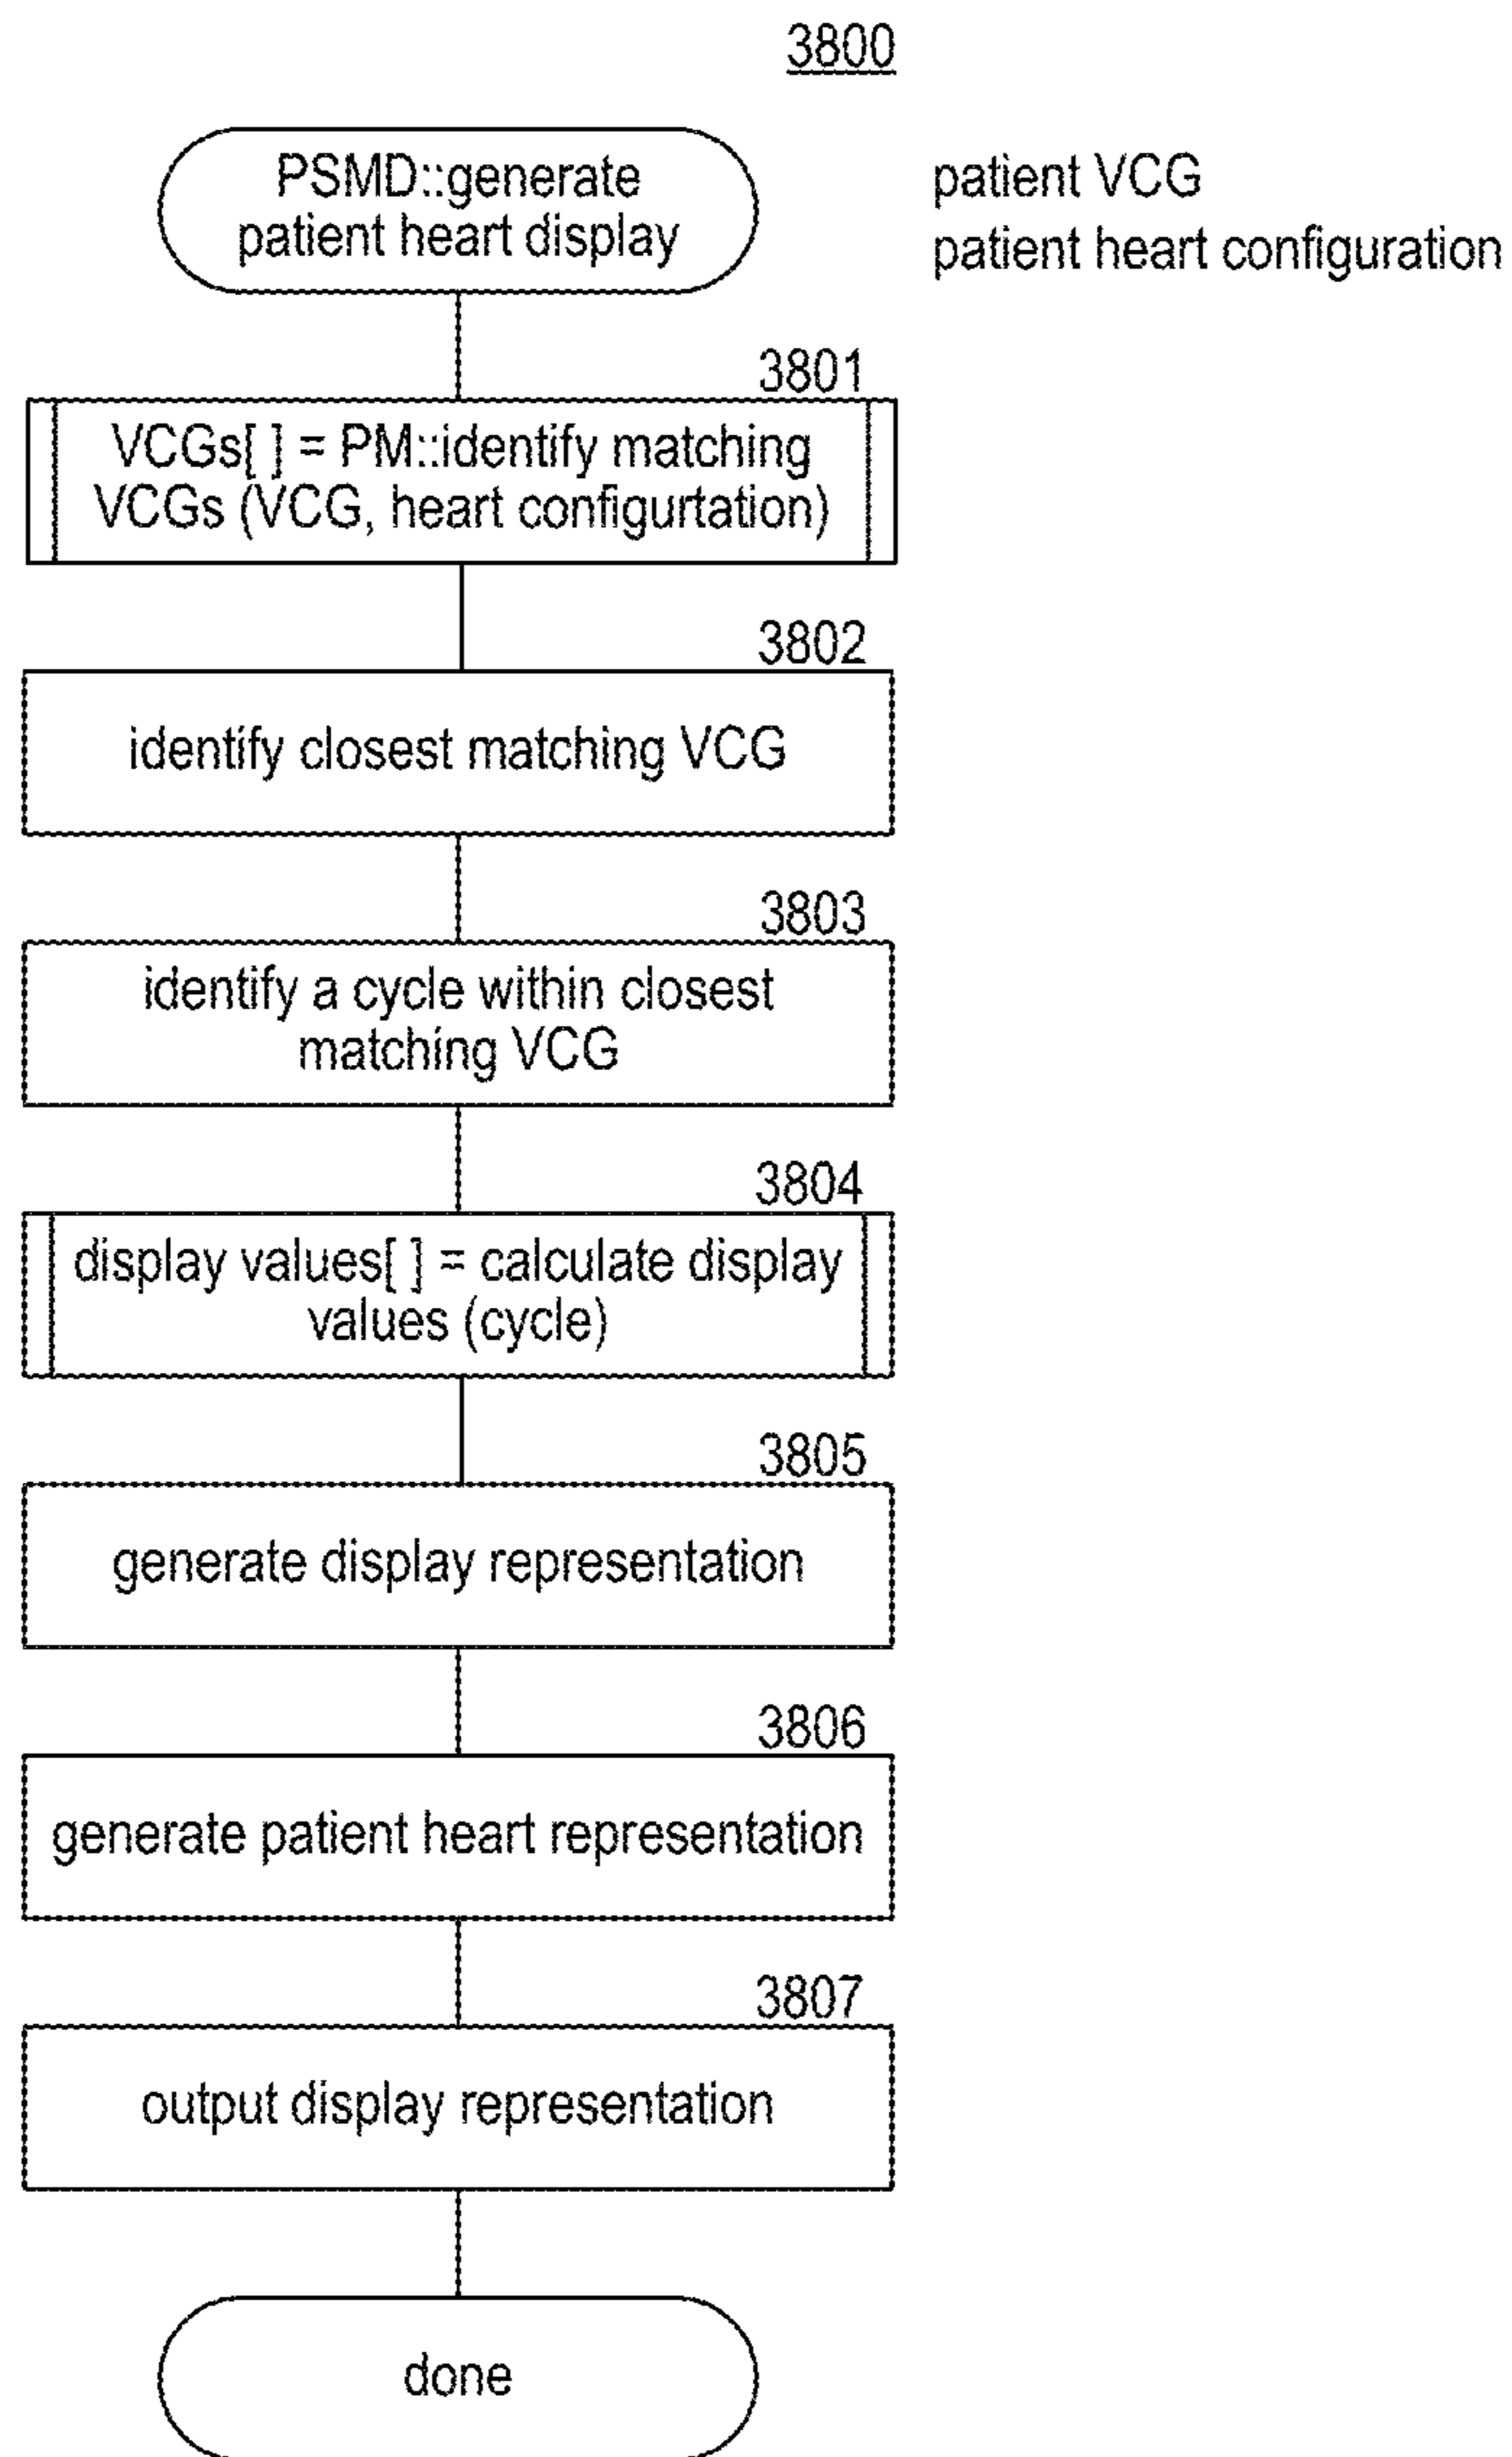 3800
PSMD::generate
patient heart display
patient VCG
patient heart configuration
3801
VCGs[ ] = PM::identify matching
VCGs (VCG, heart configurtation)
3802
identify closest matching VCG
3803
identify a cycle within closest
matching VCG
3804
display values[ ] = calculate display
values (cycle)
3805
generate display representation
3806
generate patient heart representation
3807
output display representation
done